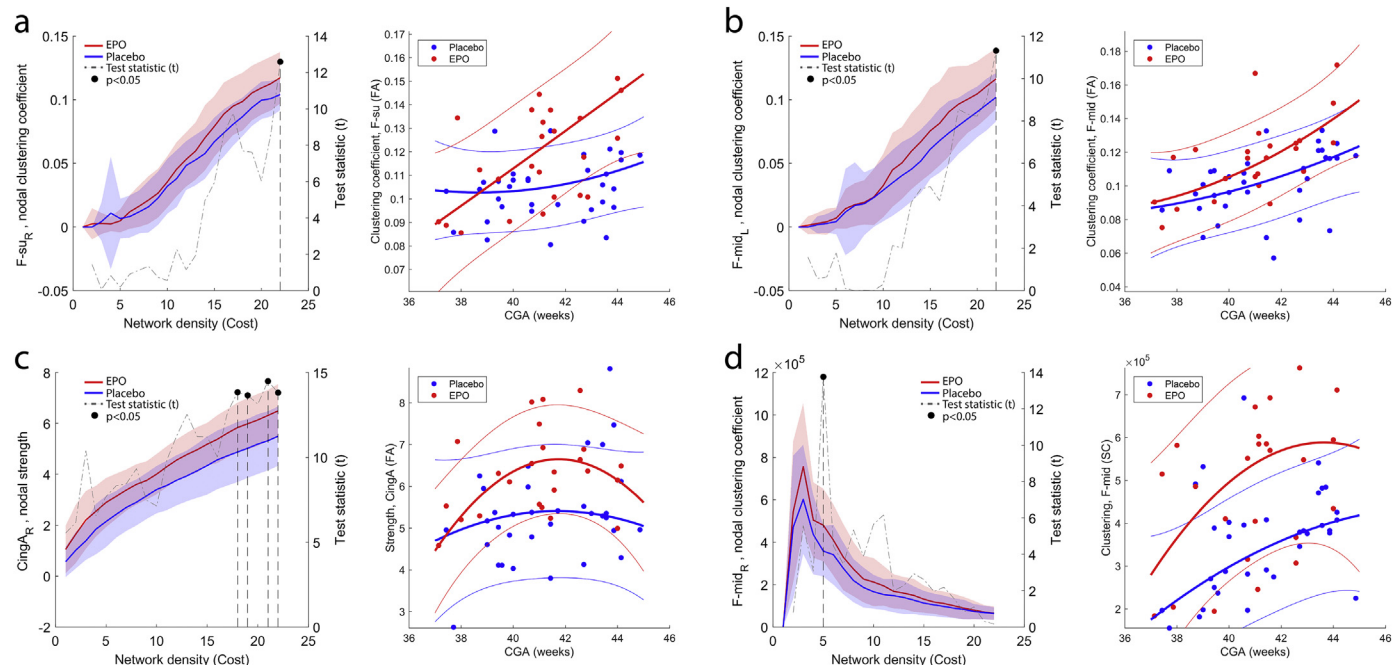 a
0.15
0.1
0.05
0
-0.05
EPO
Placebo
Test statistic (t)
p<0.05
14
12
10
8
6
4
2
0
0 5 10 15 20 25
F-su_R , nodal clustering coefficient
Test statistic (t)
Network density (Cost)
0.17
0.16
0.15
0.14
0.13
0.12
0.11
0.1
0.09
0.08
0.07
Placebo
EPO
36 38 40 42 44 46
Clustering coefficient, F-su (FA)
CGA (weeks)
b
0.15
0.1
0.05
0
-0.05
EPO
Placebo
Test statistic (t)
p<0.05
12
10
8
6
4
2
0
0 5 10 15 20 25
F-mid_L , nodal clustering coefficient
Test statistic (t)
Network density (Cost)
0.18
0.16
0.14
0.12
0.1
0.08
0.06
0.04
Placebo
EPO
36 38 40 42 44 46
Clustering coefficient, F-mid (FA)
CGA (weeks)
c
8
6
4
2
0
-2
EPO
Placebo
Test statistic (t)
p<0.05
15
10
5
0
0 5 10 15 20 25
CingA_R , nodal strength
Test statistic (t)
Network density (Cost)
8
7
6
5
4
3
Placebo
EPO
36 38 40 42 44 46
Strength, CingA (FA)
CGA (weeks)
d
×10^5
14
12
10
8
6
4
2
0
EPO
Placebo
Test statistic (t)
p<0.05
14
12
10
8
6
4
2
0
0 5 10 15 20 25
F-mid_R , nodal clustering coefficient
Test statistic (t)
Network density (Cost)
×10^5
7
6
5
4
3
2
Placebo
EPO
36 38 40 42 44 46
Clustering, F-mid (SC)
CGA (weeks)